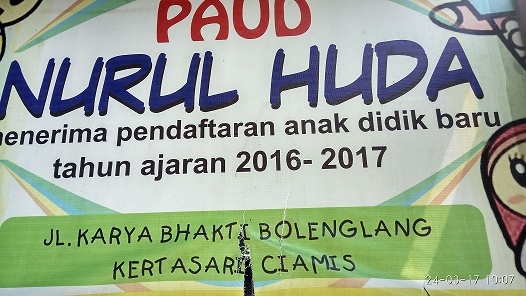 PAUD
NURUL HUDA
menerima pendaftaran anak didik baru
tahun ajaran 2016- 2017
JL. KARYA BHAKTI BOLENGLANG
KERTASARI CIAMIS
24-03-17 10:07